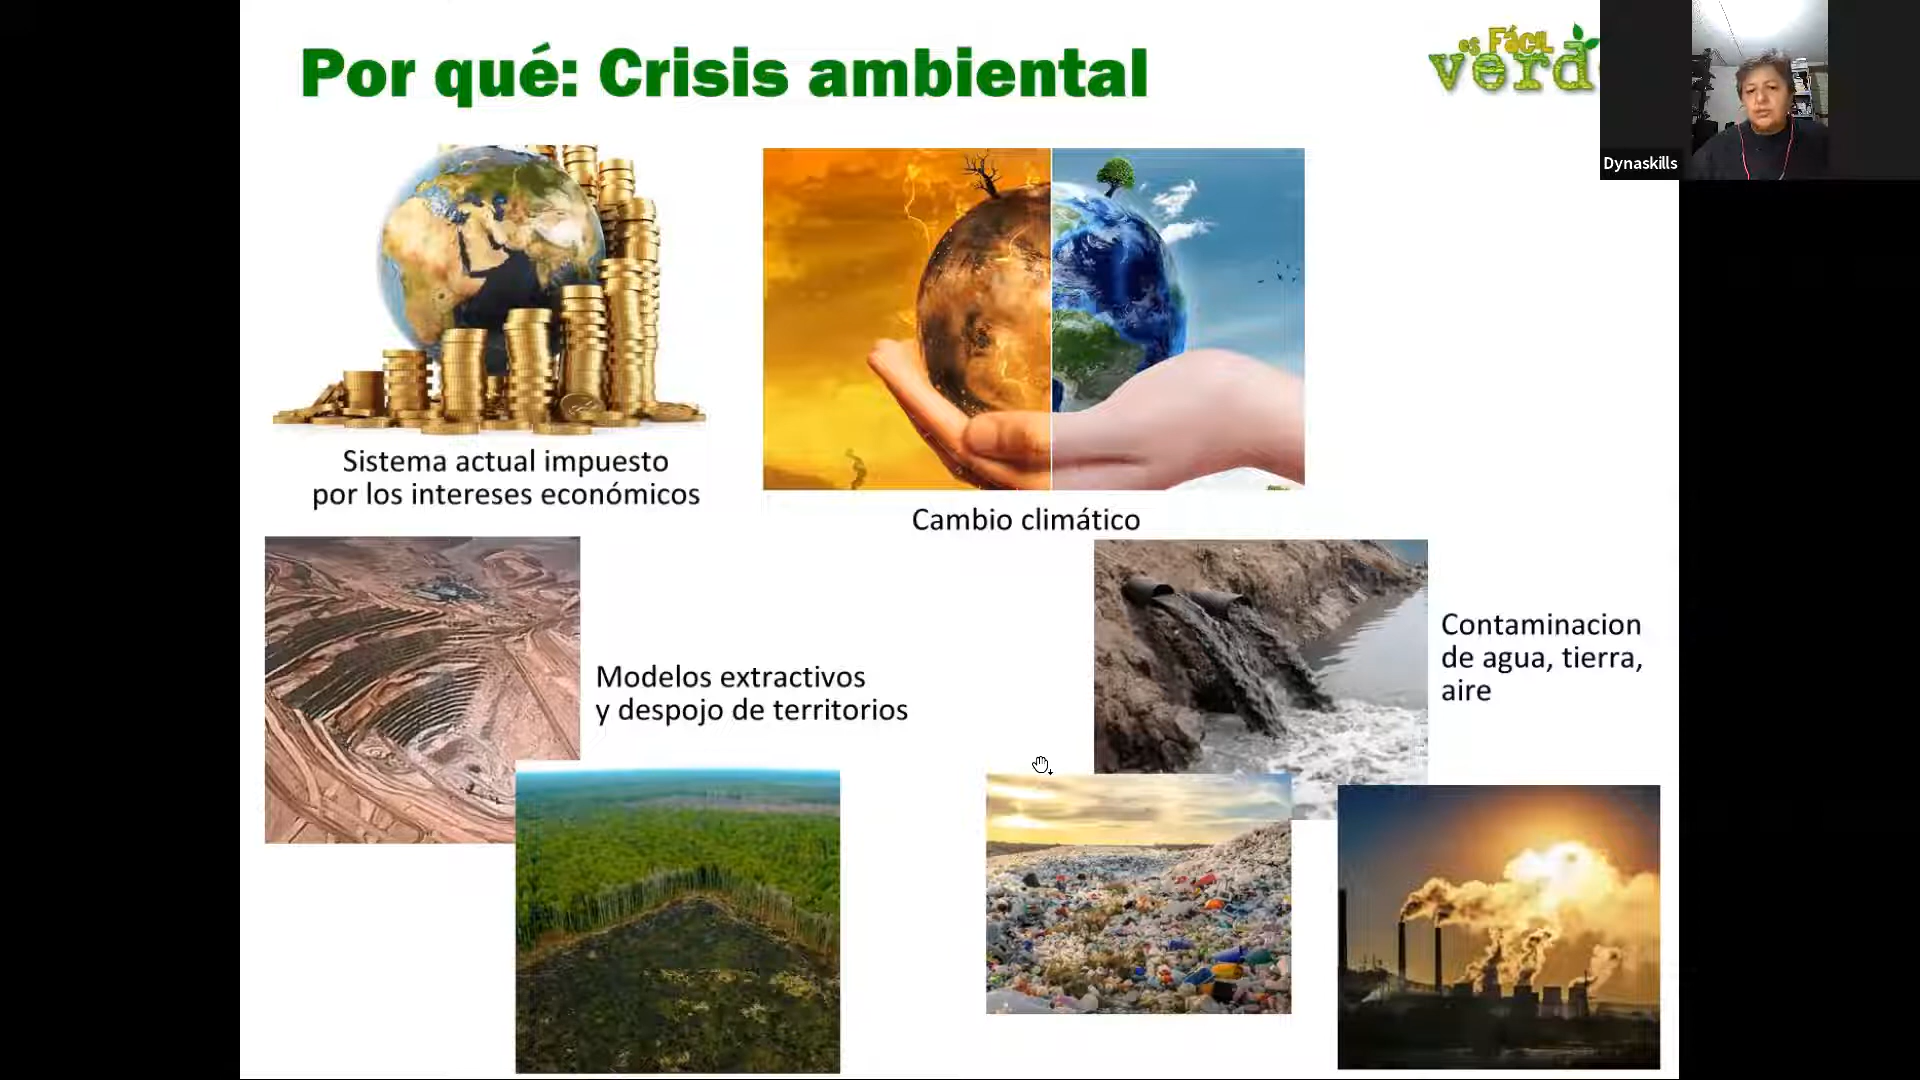 Por qué: Crisis ambiental
es Fácil
verd
Dynaskills
Sistema actual impuesto
por los intereses económicos
Cambio climático
Modelos extractivos
y despojo de territorios
Contaminacion
de agua, tierra,
aire